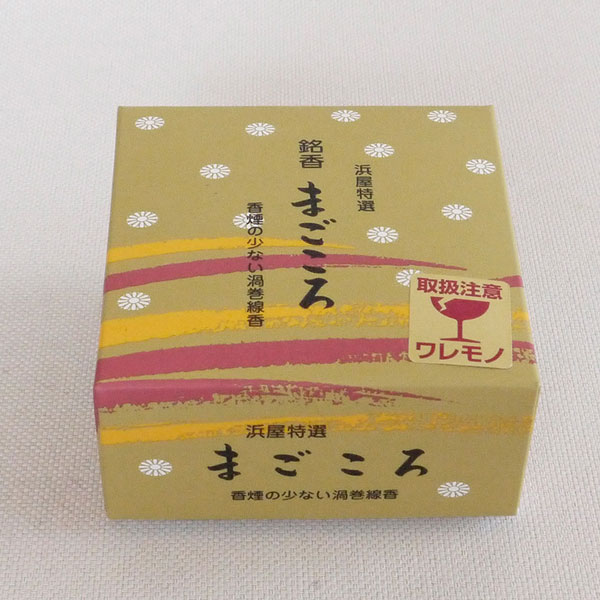 浜屋特選
銘香
まごころ
香煙の少ない渦巻線香
取扱注意
ワレモノ
浜屋特選
まごころ
香煙の少ない渦巻線香